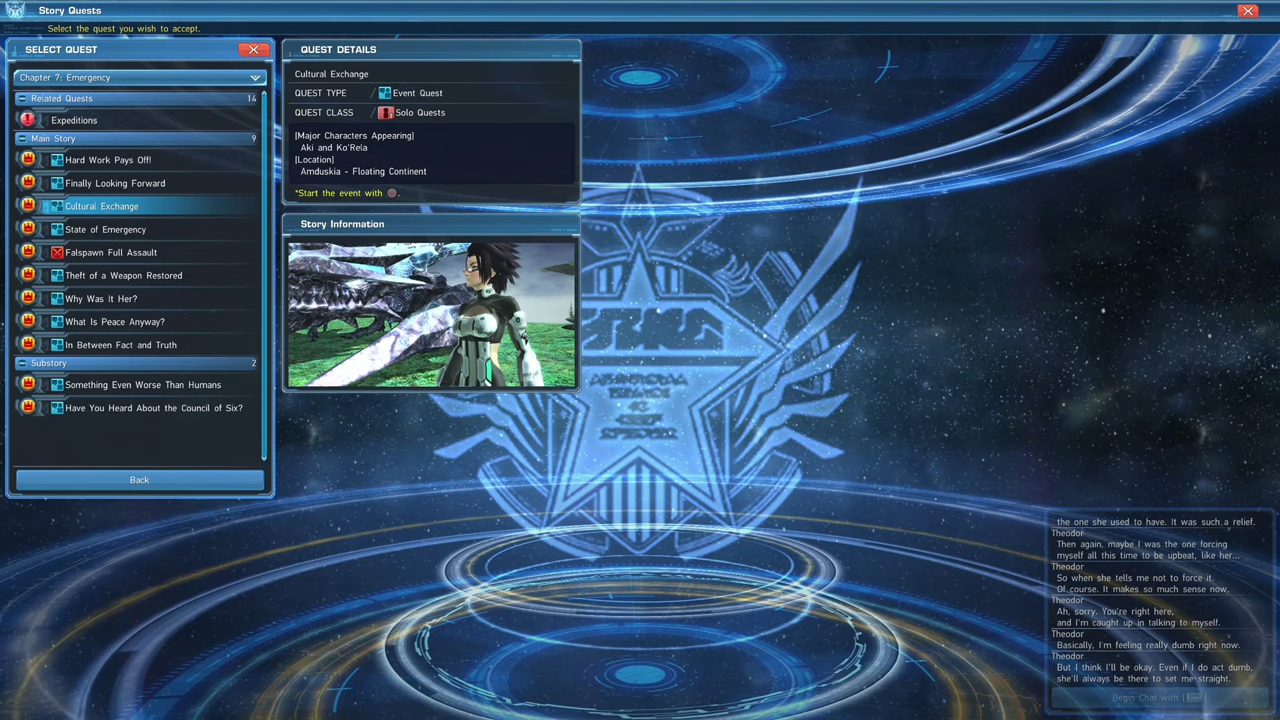 Story Quests
Select the quest you wish to accept.
SELECT QUEST
Chapter 7: Emergency
Related Quests 14
Expeditions
Main Story 9
Hard Work Pays Off!
Finally Looking Forward
Cultural Exchange
State of Emergency
Falspawn Full Assault
Theft of a Weapon Restored
Why Was It Her?
What Is Peace Anyway?
In Between Fact and Truth
Substory 2
Something Even Worse Than Humans
Have You Heard About the Council of Six?
Back
QUEST DETAILS
Cultural Exchange
QUEST TYPE / Event Quest
QUEST CLASS / Solo Quests
[Major Characters Appearing]
Aki and Ko'Rela
[Location]
Amduskia - Floating Continent
*Start the event with .
Story Information
the one she used to have. It was such a relief.
Theodor
Then again, maybe I was the one forcing
myself all this time to be upbeat, like her...
Theodor
So when she tells me not to force it.
Of course. It makes so much sense now.
Theodor
Ah, sorry. You're right here,
and I'm caught up in talking to myself.
Theodor
Basically, I'm feeling really dumb right now.
Theodor
But I think I'll be okay. Even if I do act dumb,
she'll always be there to set me straight.
Begin Chat with [ ]